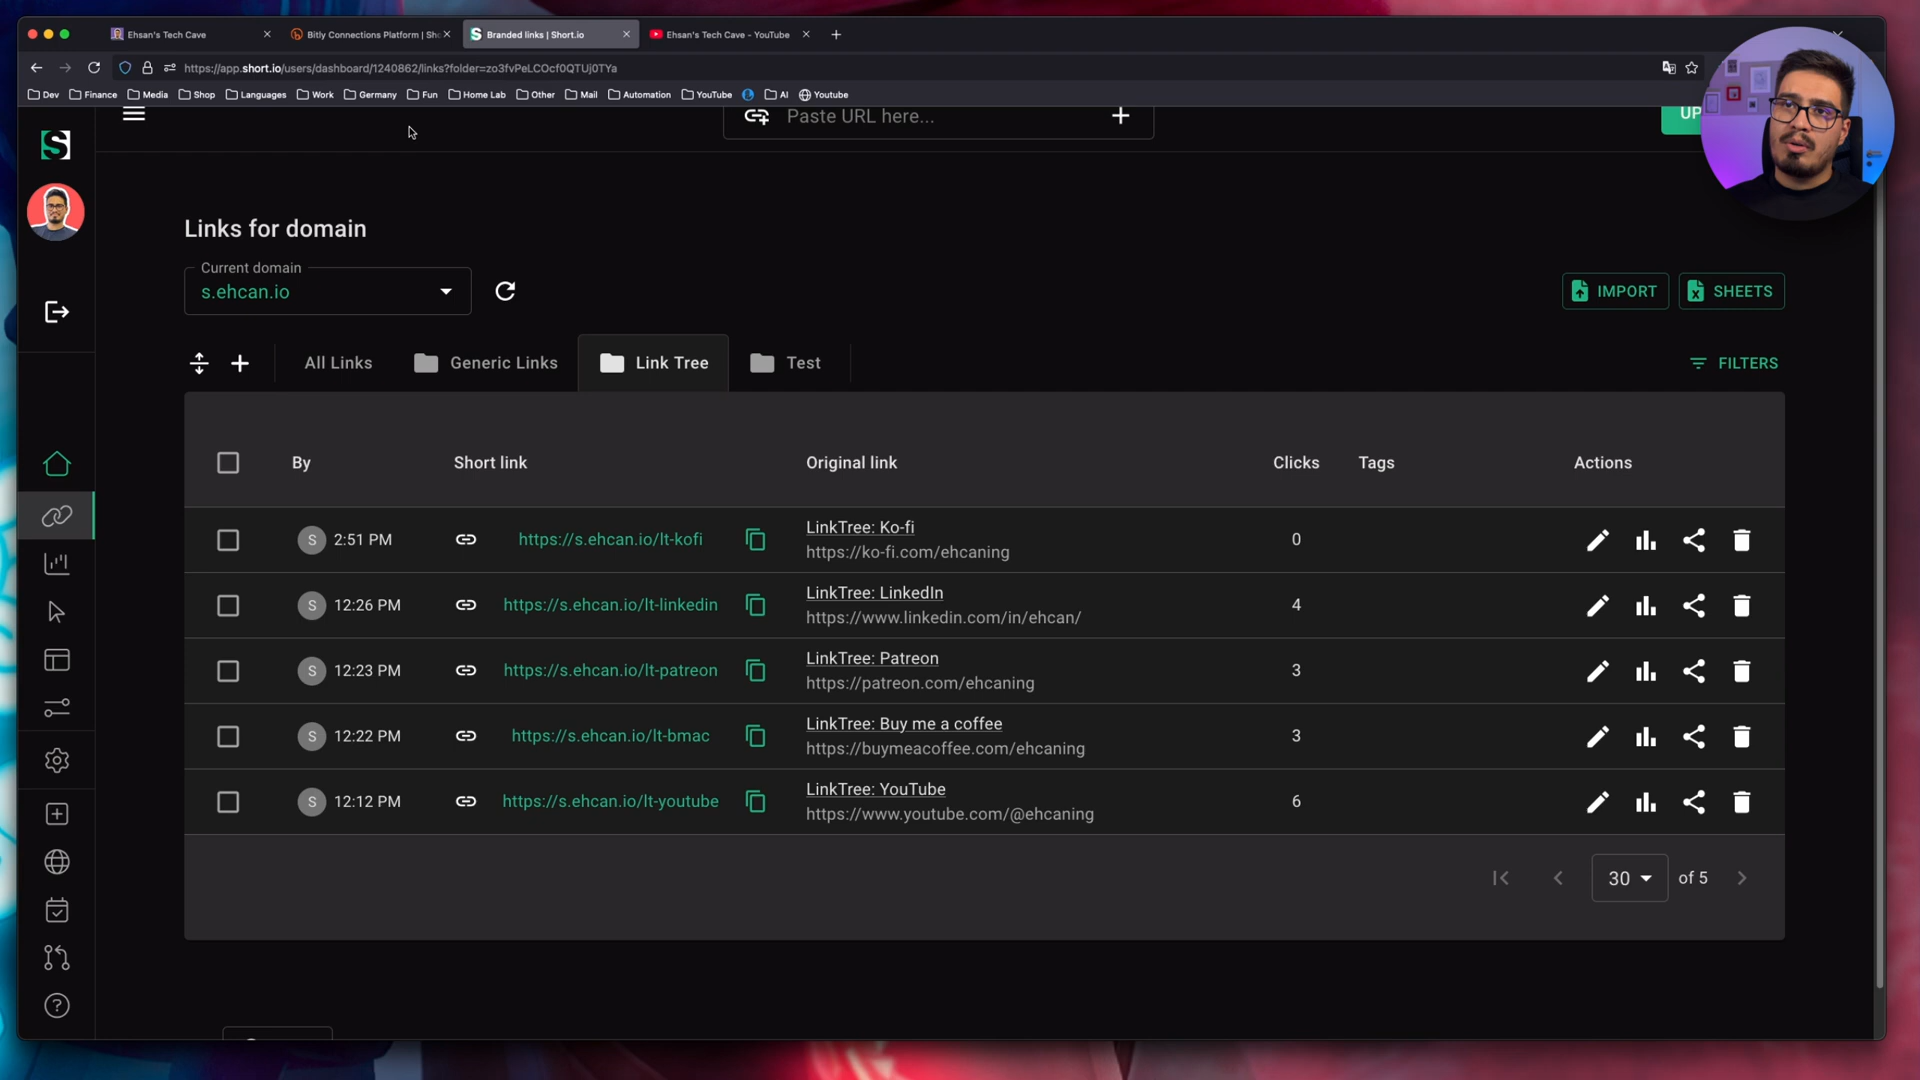 Ehsan's Tech Cave
Bitly Connections Platform | Sho
Branded links | Short.io
Ehsan's Tech Cave - YouTube
https://app.short.io/users/dashboard/1240862/links?folder=zo3fvPeLCOcf0QTUj0TYa
Dev
Finance
Media
Shop
Languages
Work
Germany
Fun
Home Lab
Other
Mail
Automation
YouTube
AI
Youtube
S
Paste URL here...
UP
Links for domain
Current domain
s.ehcan.io
IMPORT
SHEETS
All Links
Generic Links
Link Tree
Test
FILTERS
By
Short link
Original link
Clicks
Tags
Actions
S
2:51 PM
https://s.ehcan.io/lt-kofi
LinkTree: Ko-fi
https://ko-fi.com/ehcaning
0
S
12:26 PM
https://s.ehcan.io/lt-linkedin
LinkTree: LinkedIn
https://www.linkedin.com/in/ehcan/
4
S
12:23 PM
https://s.ehcan.io/lt-patreon
LinkTree: Patreon
https://patreon.com/ehcaning
3
S
12:22 PM
https://s.ehcan.io/lt-bmac
LinkTree: Buy me a coffee
https://buymeacoffee.com/ehcaning
3
S
12:12 PM
https://s.ehcan.io/lt-youtube
LinkTree: YouTube
https://www.youtube.com/@ehcaning
6
30
of 5